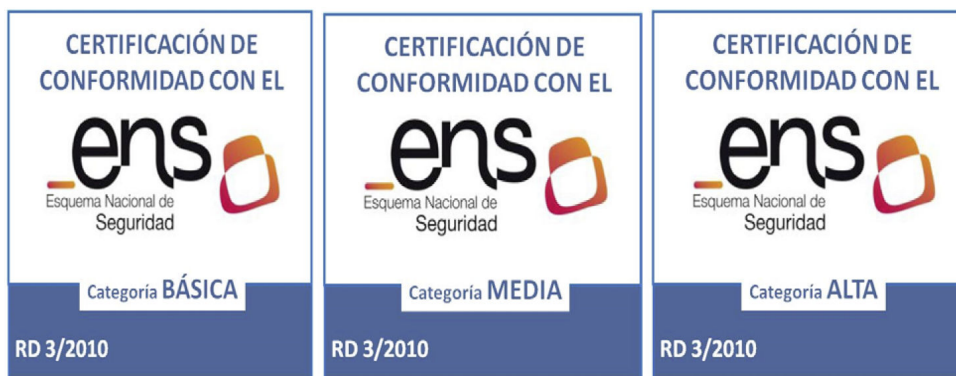 CERTIFICACIÓN DE
CONFORMIDAD CON EL
ens
Esquema Nacional de
Seguridad
Categoría BÁSICA
RD 3/2010
CERTIFICACIÓN DE
CONFORMIDAD CON EL
ens
Esquema Nacional de
Seguridad
Categoría MEDIA
RD 3/2010
CERTIFICACIÓN DE
CONFORMIDAD CON EL
ens
Esquema Nacional de
Seguridad
Categoría ALTA
RD 3/2010